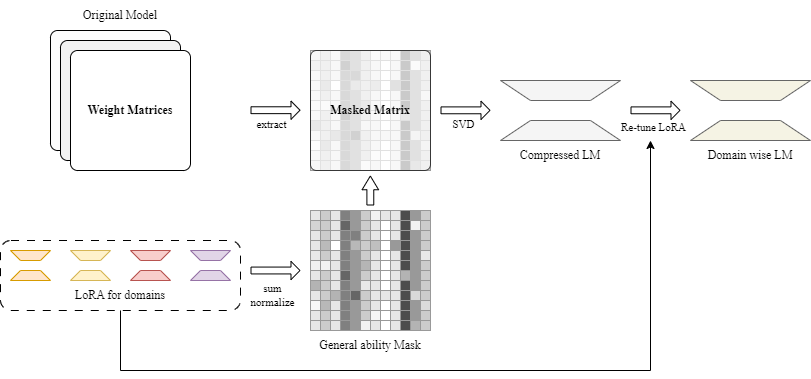 Original Model
Weight Matrices
extract
Masked Matrix
SVD
Compressed LM
Re-tune LoRA
Domain wise LM
LoRA for domains
sum
normalize
General ability Mask